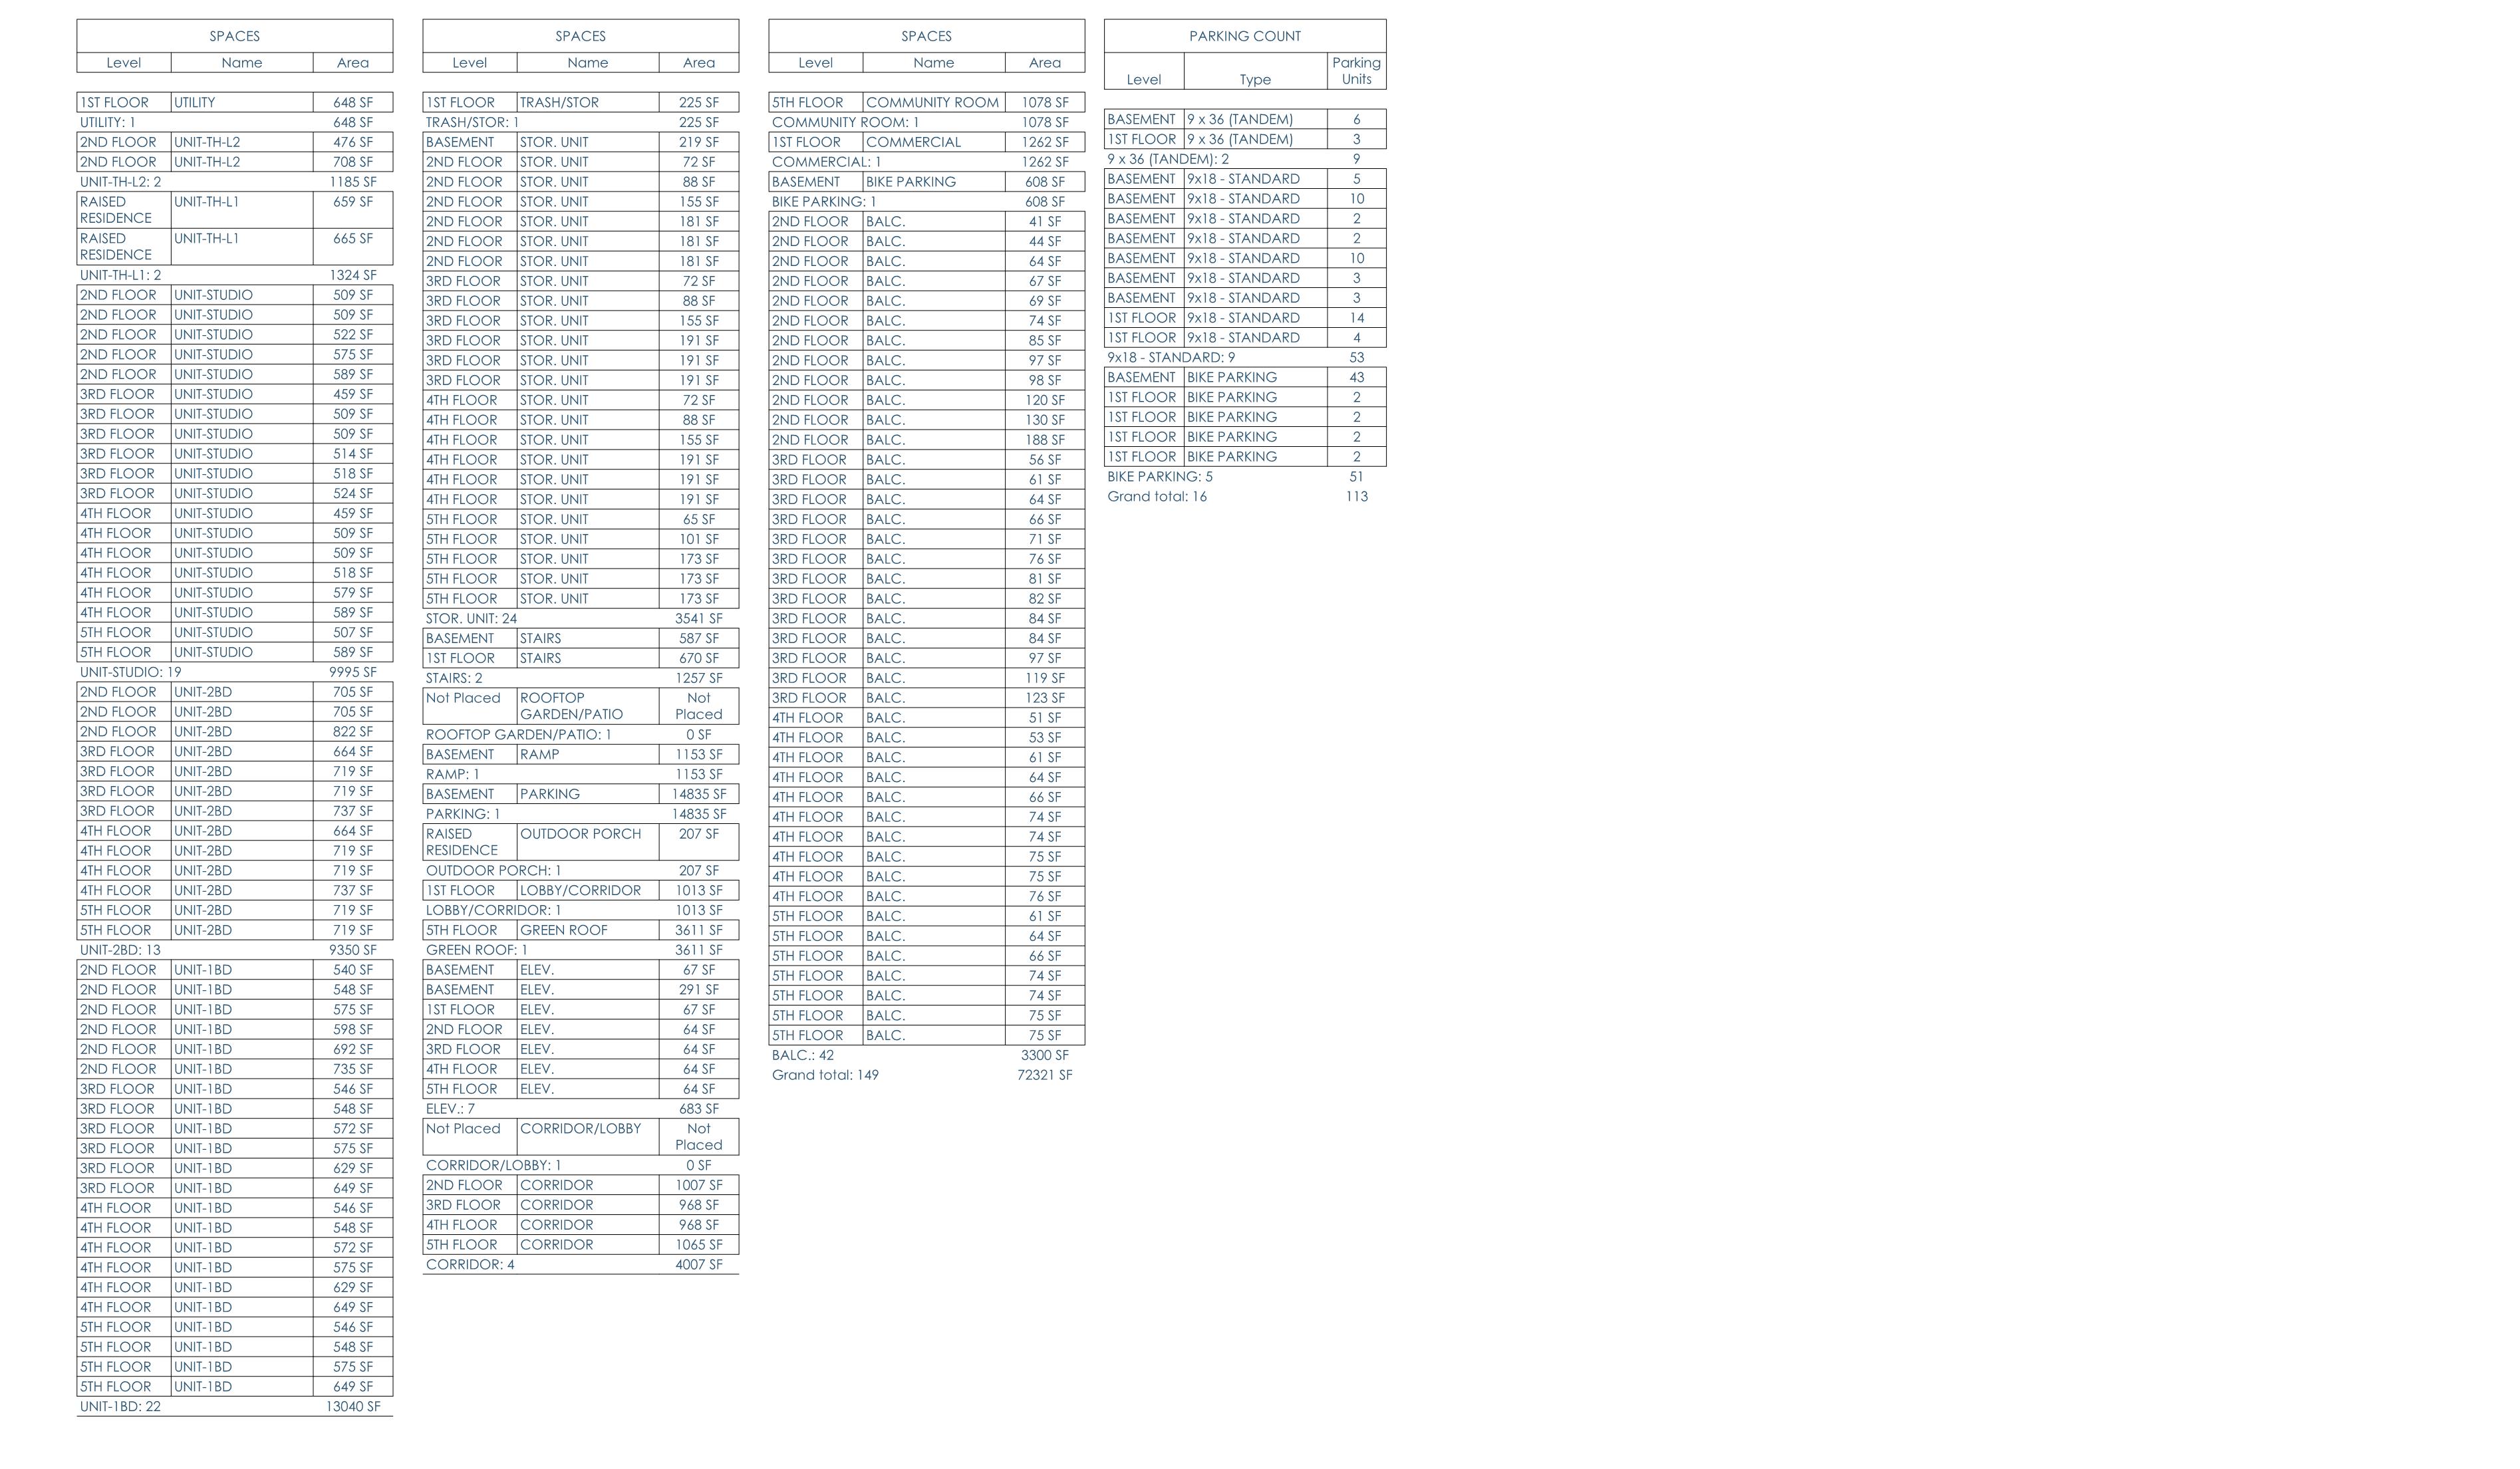 SPACES
Level Name Area
1ST FLOOR UTILITY 648 SF
UTILITY: 1 648 SF
2ND FLOOR UNIT-TH-L2 476 SF
2ND FLOOR UNIT-TH-L2 708 SF
UNIT-TH-L2: 2 1185 SF
RAISED UNIT-TH-L1 659 SF
RESIDENCE
RAISED UNIT-TH-L1 665 SF
RESIDENCE
UNIT-TH-L1: 2 1324 SF
2ND FLOOR UNIT-STUDIO 509 SF
2ND FLOOR UNIT-STUDIO 509 SF
2ND FLOOR UNIT-STUDIO 522 SF
2ND FLOOR UNIT-STUDIO 575 SF
2ND FLOOR UNIT-STUDIO 589 SF
3RD FLOOR UNIT-STUDIO 459 SF
3RD FLOOR UNIT-STUDIO 509 SF
3RD FLOOR UNIT-STUDIO 509 SF
3RD FLOOR UNIT-STUDIO 514 SF
3RD FLOOR UNIT-STUDIO 518 SF
3RD FLOOR UNIT-STUDIO 524 SF
4TH FLOOR UNIT-STUDIO 459 SF
4TH FLOOR UNIT-STUDIO 509 SF
4TH FLOOR UNIT-STUDIO 509 SF
4TH FLOOR UNIT-STUDIO 518 SF
4TH FLOOR UNIT-STUDIO 579 SF
4TH FLOOR UNIT-STUDIO 589 SF
5TH FLOOR UNIT-STUDIO 507 SF
5TH FLOOR UNIT-STUDIO 589 SF
UNIT-STUDIO: 19 9995 SF
2ND FLOOR UNIT-2BD 705 SF
2ND FLOOR UNIT-2BD 705 SF
2ND FLOOR UNIT-2BD 822 SF
3RD FLOOR UNIT-2BD 664 SF
3RD FLOOR UNIT-2BD 719 SF
3RD FLOOR UNIT-2BD 719 SF
3RD FLOOR UNIT-2BD 737 SF
4TH FLOOR UNIT-2BD 664 SF
4TH FLOOR UNIT-2BD 719 SF
4TH FLOOR UNIT-2BD 719 SF
4TH FLOOR UNIT-2BD 737 SF
5TH FLOOR UNIT-2BD 719 SF
5TH FLOOR UNIT-2BD 719 SF
UNIT-2BD: 13 9350 SF
2ND FLOOR UNIT-1BD 540 SF
2ND FLOOR UNIT-1BD 548 SF
2ND FLOOR UNIT-1BD 575 SF
2ND FLOOR UNIT-1BD 598 SF
2ND FLOOR UNIT-1BD 692 SF
2ND FLOOR UNIT-1BD 735 SF
3RD FLOOR UNIT-1BD 546 SF
3RD FLOOR UNIT-1BD 548 SF
3RD FLOOR UNIT-1BD 572 SF
3RD FLOOR UNIT-1BD 575 SF
3RD FLOOR UNIT-1BD 629 SF
3RD FLOOR UNIT-1BD 649 SF
4TH FLOOR UNIT-1BD 546 SF
4TH FLOOR UNIT-1BD 548 SF
4TH FLOOR UNIT-1BD 572 SF
4TH FLOOR UNIT-1BD 575 SF
4TH FLOOR UNIT-1BD 629 SF
4TH FLOOR UNIT-1BD 649 SF
5TH FLOOR UNIT-1BD 546 SF
5TH FLOOR UNIT-1BD 548 SF
5TH FLOOR UNIT-1BD 575 SF
5TH FLOOR UNIT-1BD 649 SF
UNIT-1BD: 22 13040 SF
SPACES
Level Name Area
1ST FLOOR TRASH/STOR 225 SF
TRASH/STOR: 1 225 SF
BASEMENT STOR. UNIT 219 SF
2ND FLOOR STOR. UNIT 72 SF
2ND FLOOR STOR. UNIT 88 SF
2ND FLOOR STOR. UNIT 155 SF
2ND FLOOR STOR. UNIT 181 SF
2ND FLOOR STOR. UNIT 181 SF
2ND FLOOR STOR. UNIT 181 SF
3RD FLOOR STOR. UNIT 72 SF
3RD FLOOR STOR. UNIT 88 SF
3RD FLOOR STOR. UNIT 155 SF
3RD FLOOR STOR. UNIT 191 SF
3RD FLOOR STOR. UNIT 191 SF
3RD FLOOR STOR. UNIT 191 SF
4TH FLOOR STOR. UNIT 72 SF
4TH FLOOR STOR. UNIT 88 SF
4TH FLOOR STOR. UNIT 155 SF
4TH FLOOR STOR. UNIT 191 SF
4TH FLOOR STOR. UNIT 191 SF
4TH FLOOR STOR. UNIT 191 SF
5TH FLOOR STOR. UNIT 65 SF
5TH FLOOR STOR. UNIT 101 SF
5TH FLOOR STOR. UNIT 173 SF
5TH FLOOR STOR. UNIT 173 SF
5TH FLOOR STOR. UNIT 173 SF
STOR. UNIT: 24 3541 SF
BASEMENT STAIRS 587 SF
1ST FLOOR STAIRS 670 SF
STAIRS: 2 1257 SF
Not Placed ROOFTOP Not
GARDEN/PATIO Placed
ROOFTOP GARDEN/PATIO: 1 0 SF
BASEMENT RAMP 1153 SF
RAMP: 1 1153 SF
BASEMENT PARKING 14835 SF
PARKING: 1 14835 SF
RAISED OUTDOOR PORCH 207 SF
RESIDENCE
OUTDOOR PORCH: 1 207 SF
1ST FLOOR LOBBY/CORRIDOR 1013 SF
LOBBY/CORRIDOR: 1 1013 SF
5TH FLOOR GREEN ROOF 3611 SF
GREEN ROOF: 1 3611 SF
BASEMENT ELEV. 67 SF
BASEMENT ELEV. 291 SF
1ST FLOOR ELEV. 67 SF
2ND FLOOR ELEV. 64 SF
3RD FLOOR ELEV. 64 SF
4TH FLOOR ELEV. 64 SF
5TH FLOOR ELEV. 64 SF
ELEV.: 7 683 SF
Not Placed CORRIDOR/LOBBY Not
Placed
CORRIDOR/LOBBY: 1 0 SF
2ND FLOOR CORRIDOR 1007 SF
3RD FLOOR CORRIDOR 968 SF
4TH FLOOR CORRIDOR 968 SF
5TH FLOOR CORRIDOR 1065 SF
CORRIDOR: 4 4007 SF
SPACES
Level Name Area
5TH FLOOR COMMUNITY ROOM 1078 SF
COMMUNITY ROOM: 1 1078 SF
1ST FLOOR COMMERCIAL 1262 SF
COMMERCIAL: 1 1262 SF
BASEMENT BIKE PARKING 608 SF
BIKE PARKING: 1 608 SF
2ND FLOOR BALC. 41 SF
2ND FLOOR BALC. 44 SF
2ND FLOOR BALC. 64 SF
2ND FLOOR BALC. 67 SF
2ND FLOOR BALC. 69 SF
2ND FLOOR BALC. 74 SF
2ND FLOOR BALC. 85 SF
2ND FLOOR BALC. 97 SF
2ND FLOOR BALC. 98 SF
2ND FLOOR BALC. 120 SF
2ND FLOOR BALC. 130 SF
2ND FLOOR BALC. 188 SF
3RD FLOOR BALC. 56 SF
3RD FLOOR BALC. 61 SF
3RD FLOOR BALC. 64 SF
3RD FLOOR BALC. 66 SF
3RD FLOOR BALC. 71 SF
3RD FLOOR BALC. 76 SF
3RD FLOOR BALC. 81 SF
3RD FLOOR BALC. 82 SF
3RD FLOOR BALC. 84 SF
3RD FLOOR BALC. 84 SF
3RD FLOOR BALC. 97 SF
3RD FLOOR BALC. 119 SF
3RD FLOOR BALC. 123 SF
4TH FLOOR BALC. 51 SF
4TH FLOOR BALC. 53 SF
4TH FLOOR BALC. 61 SF
4TH FLOOR BALC. 64 SF
4TH FLOOR BALC. 66 SF
4TH FLOOR BALC. 74 SF
4TH FLOOR BALC. 74 SF
4TH FLOOR BALC. 75 SF
4TH FLOOR BALC. 75 SF
4TH FLOOR BALC. 76 SF
5TH FLOOR BALC. 61 SF
5TH FLOOR BALC. 64 SF
5TH FLOOR BALC. 66 SF
5TH FLOOR BALC. 74 SF
5TH FLOOR BALC. 74 SF
5TH FLOOR BALC. 75 SF
5TH FLOOR BALC. 75 SF
BALC.: 42 3300 SF
Grand total: 149 72321 SF
PARKING COUNT
Parking
Level Type Units
BASEMENT 9 x 36 (TANDEM) 6
1ST FLOOR 9 x 36 (TANDEM) 3
9 x 36 (TANDEM): 2 9
BASEMENT 9x18 - STANDARD 5
BASEMENT 9x18 - STANDARD 10
BASEMENT 9x18 - STANDARD 2
BASEMENT 9x18 - STANDARD 2
BASEMENT 9x18 - STANDARD 10
BASEMENT 9x18 - STANDARD 3
BASEMENT 9x18 - STANDARD 3
1ST FLOOR 9x18 - STANDARD 14
1ST FLOOR 9x18 - STANDARD 4
9x18 - STANDARD: 9 53
BASEMENT BIKE PARKING 43
1ST FLOOR BIKE PARKING 2
1ST FLOOR BIKE PARKING 2
1ST FLOOR BIKE PARKING 2
1ST FLOOR BIKE PARKING 2
BIKE PARKING: 5 51
Grand total: 16 113